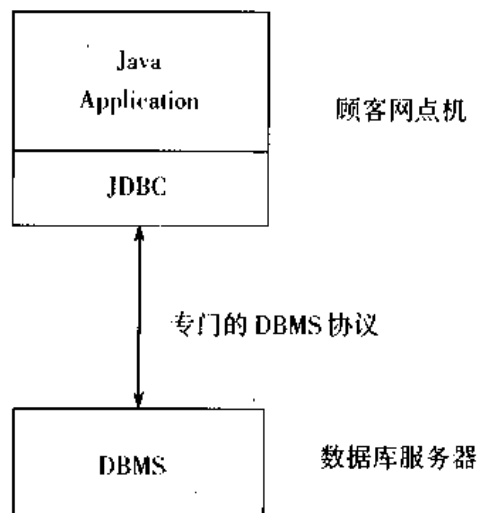 Java
Application
顾客网点机
JDBC
专门的 DBMS 协议
DBMS
数据库服务器